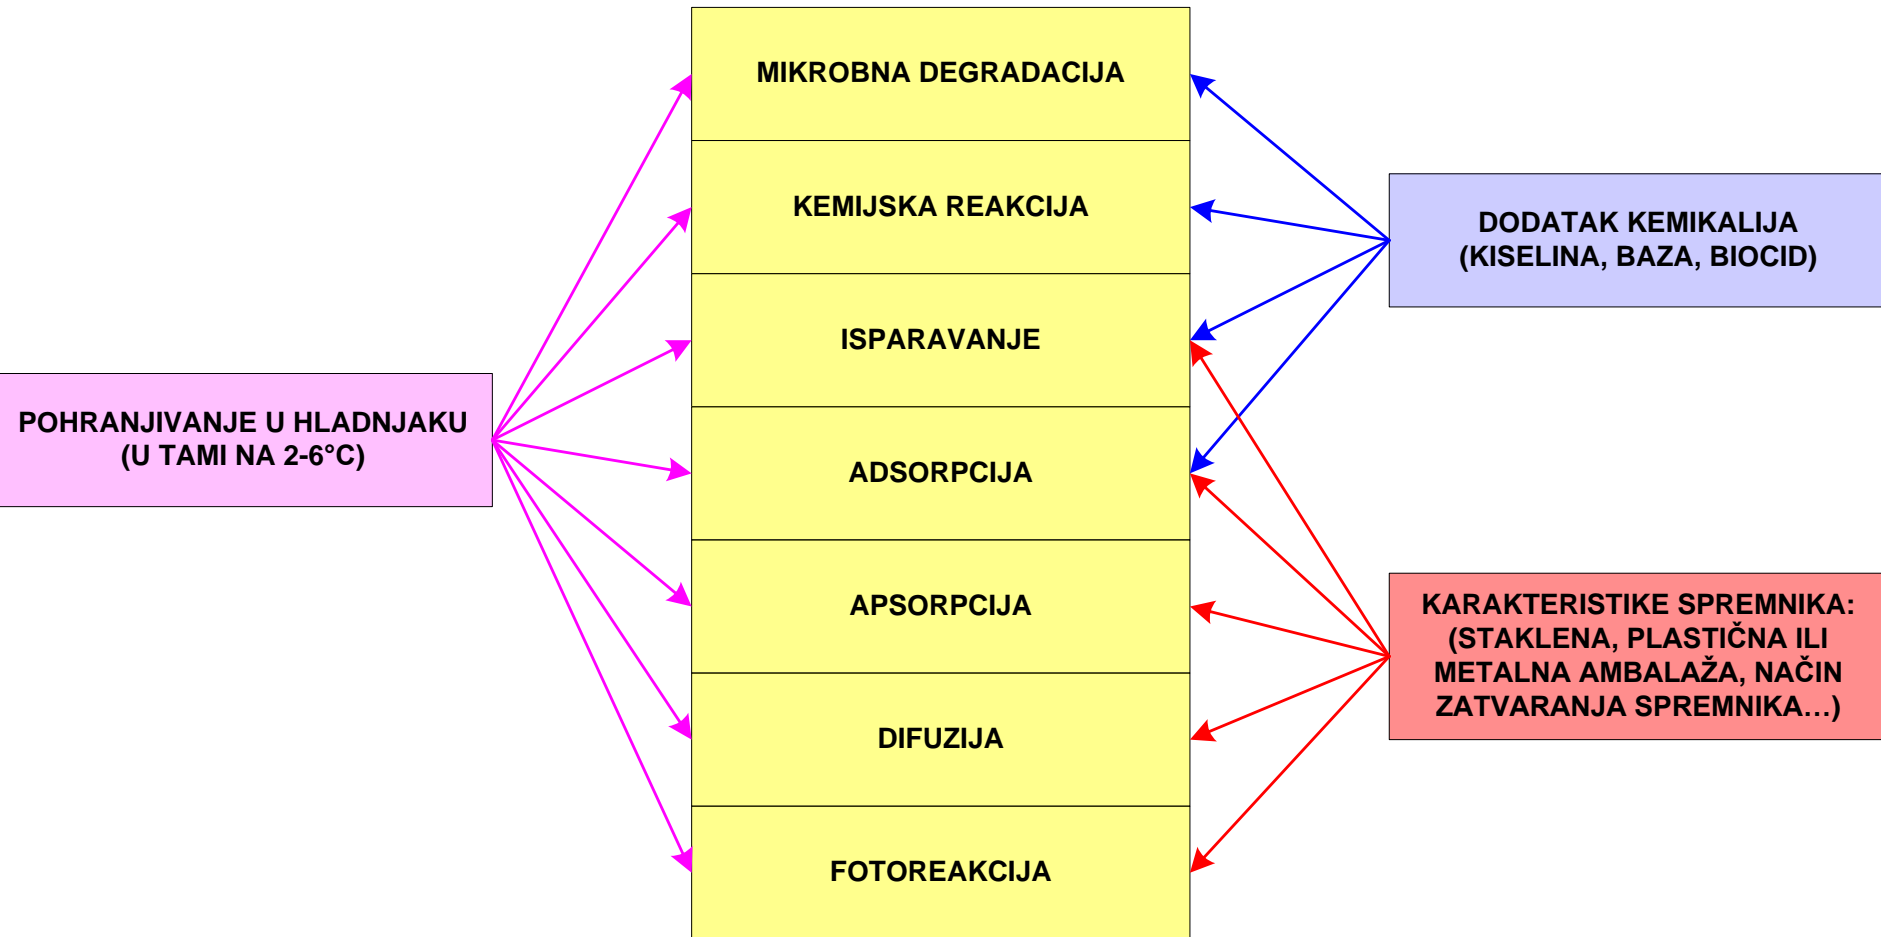 MIKROBNA DEGRADACIJA
KEMIJSKA REAKCIJA
ISPARAVANJE
ADSORPCIJA
APSORPCIJA
DIFUZIJA
FOTOREAKCIJA
POHRANJIVANJE U HLADNJAKU
(U TAMI NA 2-6°C)
DODATAK KEMIKALIJA
(KISELINA, BAZA, BIOCID)
KARAKTERISTIKE SPREMNIKA:
(STAKLENA, PLASTIČNA ILI
METALNA AMBALAŽA, NAČIN
ZATVARANJA SPREMNIKA…)